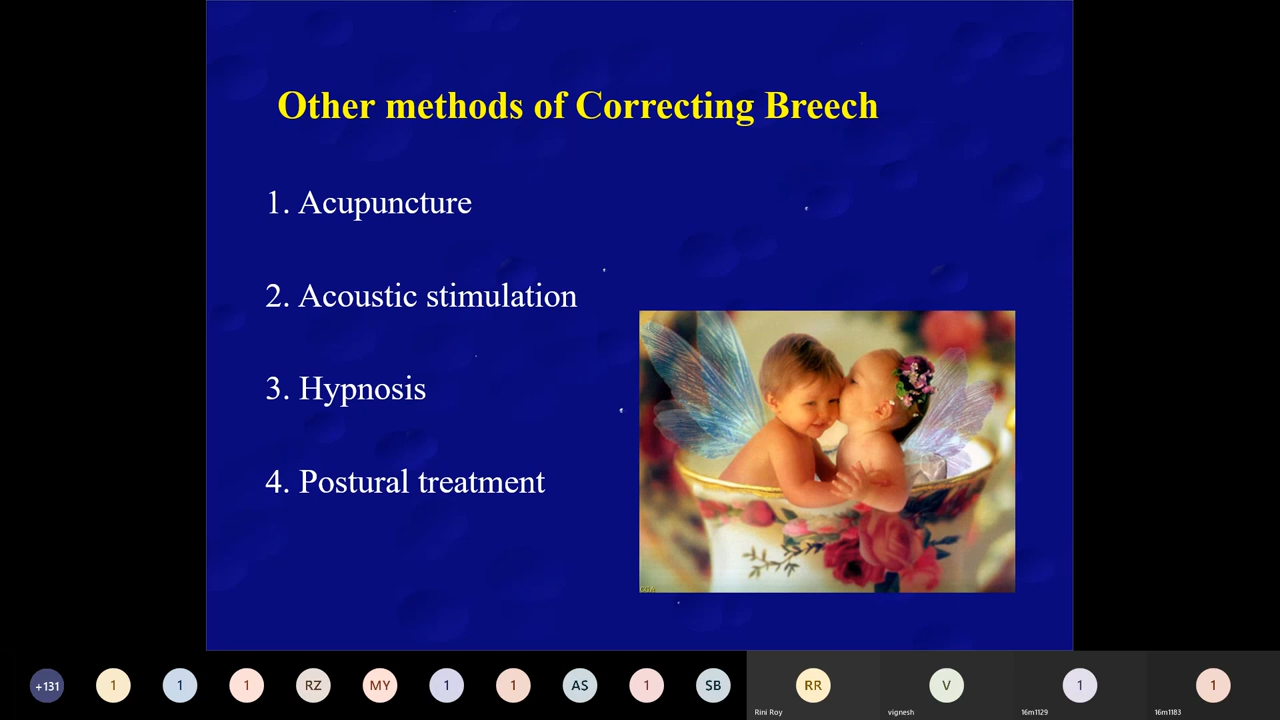 Other methods of Correcting Breech
1. Acupuncture
2. Acoustic stimulation
3. Hypnosis
4. Postural treatment
+131
1
1
1
RZ
MY
1
1
AS
1
SB
RR
V
1
1
Rini Roy
vignesh
16m1129
16m1183